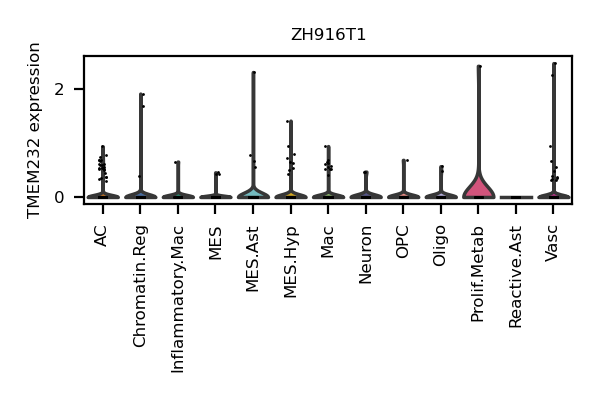 ZH916T1
TMEM232 expression
2
0
AC
Chromatin.Reg
Inflammatory.Mac
MES
MES.Ast
MES.Hyp
Mac
Neuron
OPC
Oligo
Prolif.Metab
Reactive.Ast
Vasc